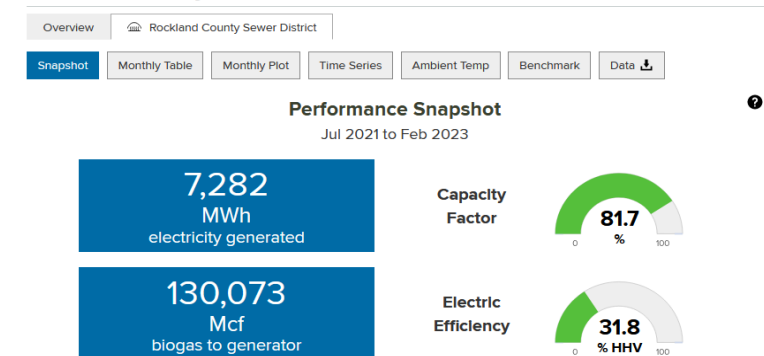 Overview
Rockland County Sewer District
Snapshot
Monthly Table
Monthly Plot
Time Series
Ambient Temp
Benchmark
Data
Performance Snapshot
?
Jul 2021 to Feb 2023
7,282
MWh
electricity generated
Capacity
Factor
81.7
%
0
100
130,073
Mcf
biogas to generator
Electric
Efficiency
31.8
% HHV
0
100